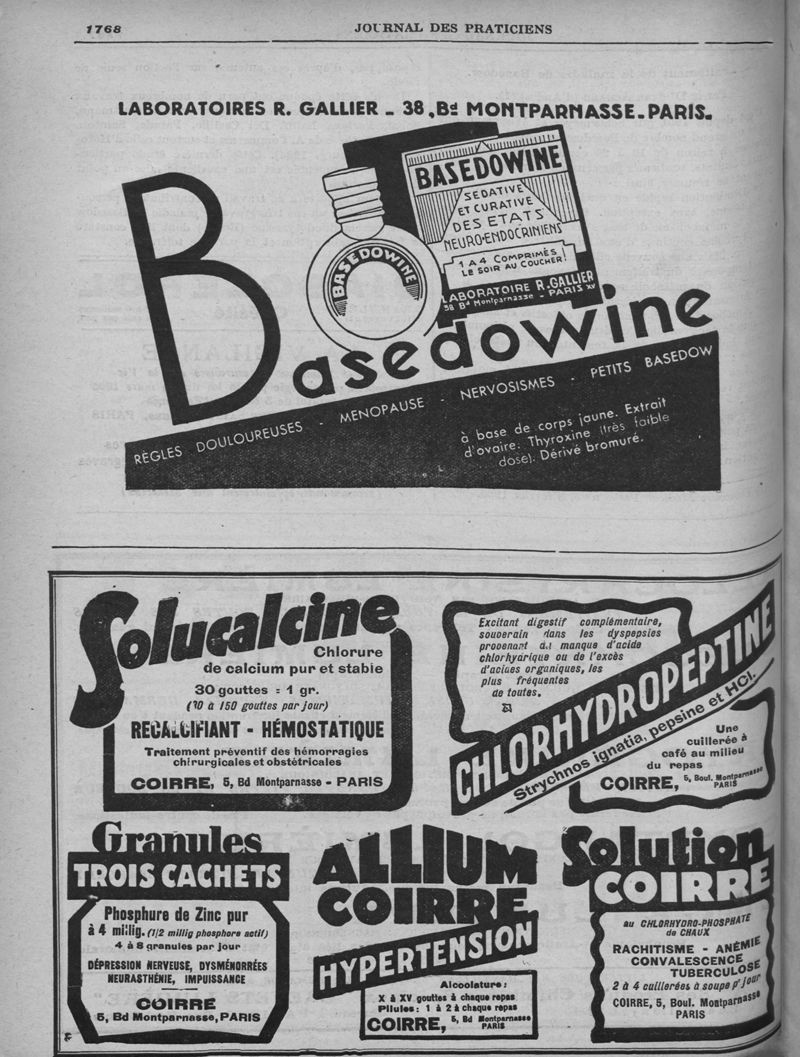 1768
JOURNAL DES PRATICIENS
LABORATOIRES R. GALLIER - 38, Bd MONTPARNASSE-PARIS.
BASEDOWINE
SEDATIVE
ET CURATIVE
DES ETATS
NEURO-ENDOCRINIENS
1 A 4 COMPRIMÉS
LE SOIR AU COUCHER!
LABORATOIRE R. GALLIER
38 Bd Montparnasse - PARIS XV
BASEDOWINE
Basedowine
RÈGLES DOULOUREUSES - MENOPAUSE - NERVOSISMES - PETITS BASEDOW
à base de corps jaune. Extrait
d'ovaire. Thyroxine (très faible
dose). Dérivé bromuré.
Solucalcine
Chlorure
de calcium pur et stable
30 gouttes = 1 gr.
(10 à 150 gouttes par jour)
RECALCIFIANT - HÉMOSTATIQUE
Traitement préventif des hémorragies
chirurgicales et obstétricales
COIRRE, 5, Bd Montparnasse - PARIS
Excitant digestif complémentaire,
souverain dans les dyspepsies
provenant du manque d'acide
chlorhydrique ou de l'excès
d'acides organiques, les
plus fréquentes
de toutes.
CHLORHYDROPEPTINE
Strychnos ignatia, pepsine et HCl.
Une
cuillerée à
café au milieu
du repas
COIRRE, 5, Boul. Montparnasse
PARIS
Granules
TROIS CACHETS
Phosphure de Zinc pur
à 4 millig. (1/2 millig phosphore actif)
4 à 8 granules par jour
DÉPRESSION NERVEUSE, DYSMÉNORRÉES
NEURASTHÉNIE, IMPUISSANCE
COIRRE
5, Bd Montparnasse, PARIS
ALLIUM
COIRRE
HYPERTENSION
Alcoolature:
X à XV gouttes à chaque repas
Pilules: 1 à 2 à chaque repas
COIRRE, 5, Bd Montparnasse
PARIS
Solution
COIRRE
au CHLORHYDRO-PHOSPHATE
de CHAUX
RACHITISME - ANÉMIE
CONVALESCENCE
TUBERCULOSE
2 à 4 cuillerées à soupe pr jour
COIRRE, 5, Boul. Montparnasse
PARIS